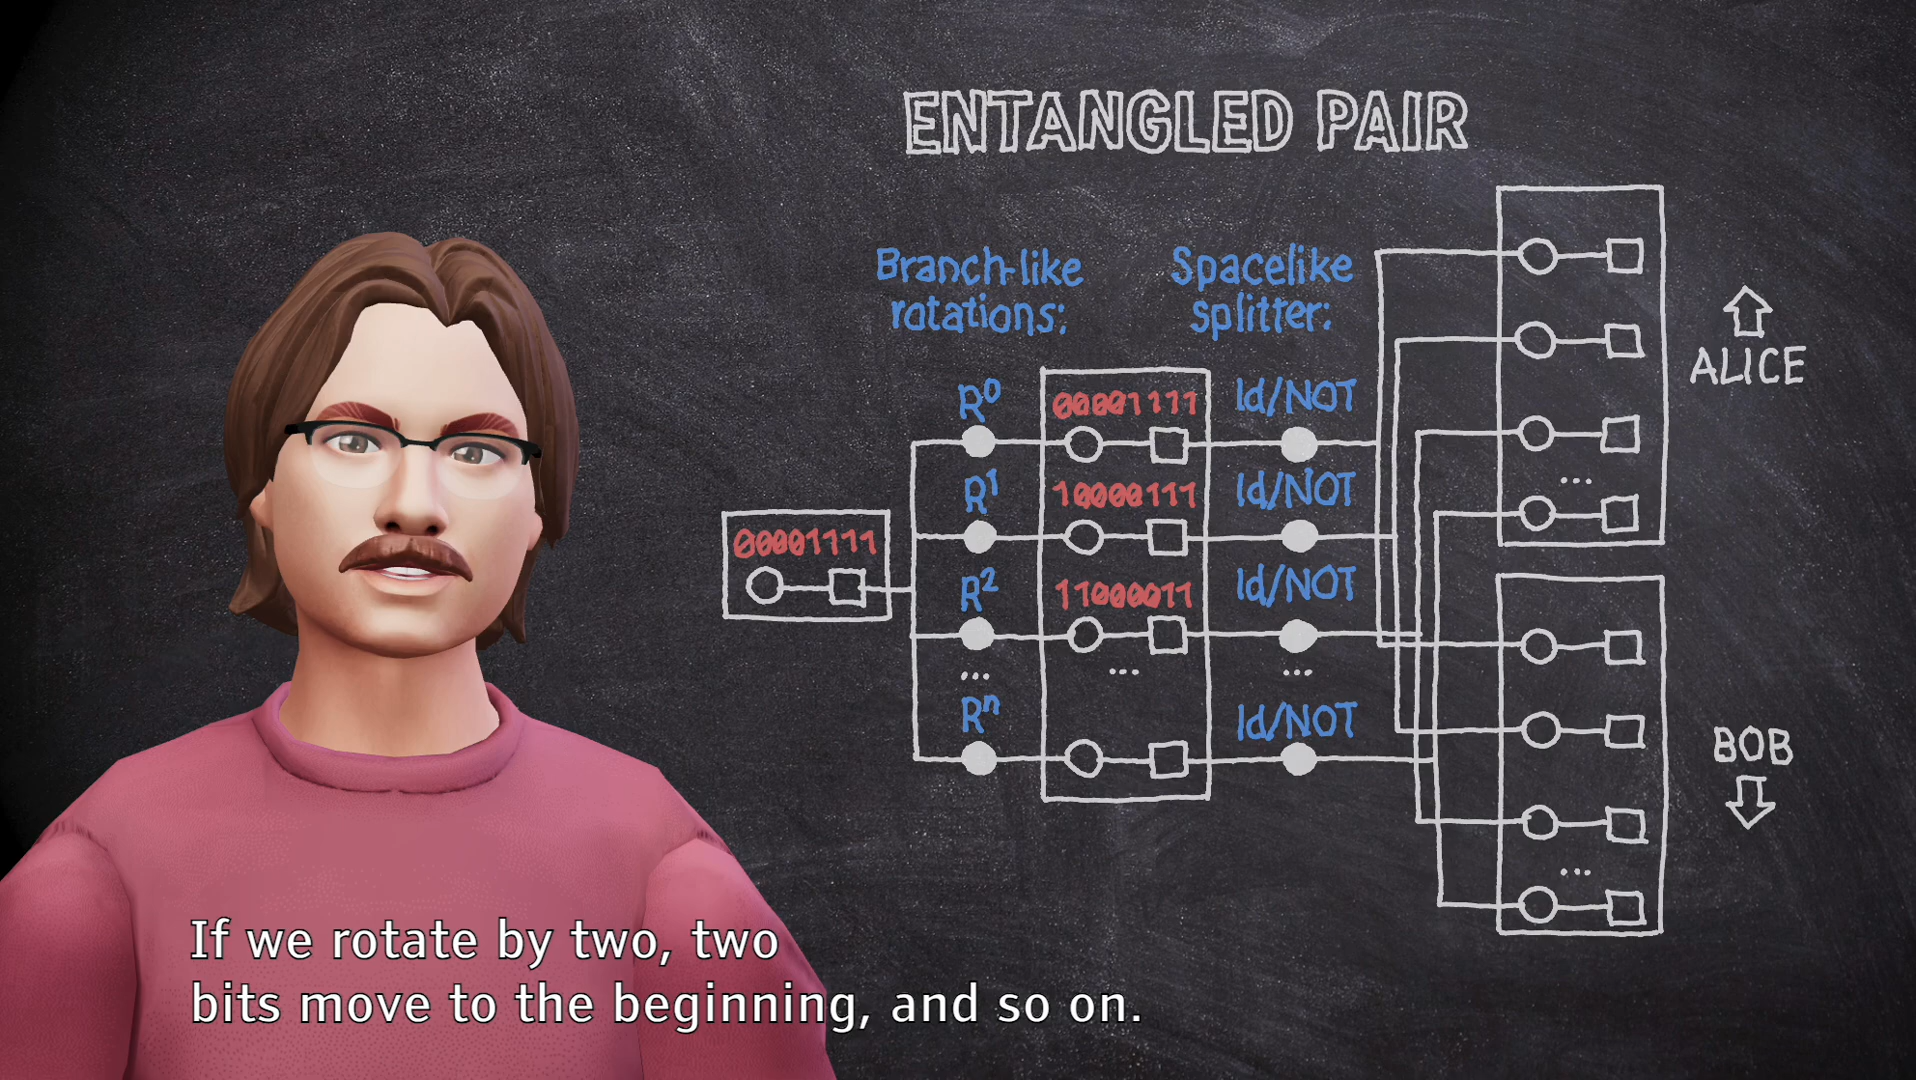 ENTANGLED PAIR
Branch-like
rotations:
Spacelike
splitter:
R⁰
00001111
Id/NOT
R¹
10000111
Id/NOT
00001111
R²
11000011
Id/NOT
...
...
...
Rⁿ
Id/NOT
...
ALICE
BOB
...
If we rotate by two, two
bits move to the beginning, and so on.